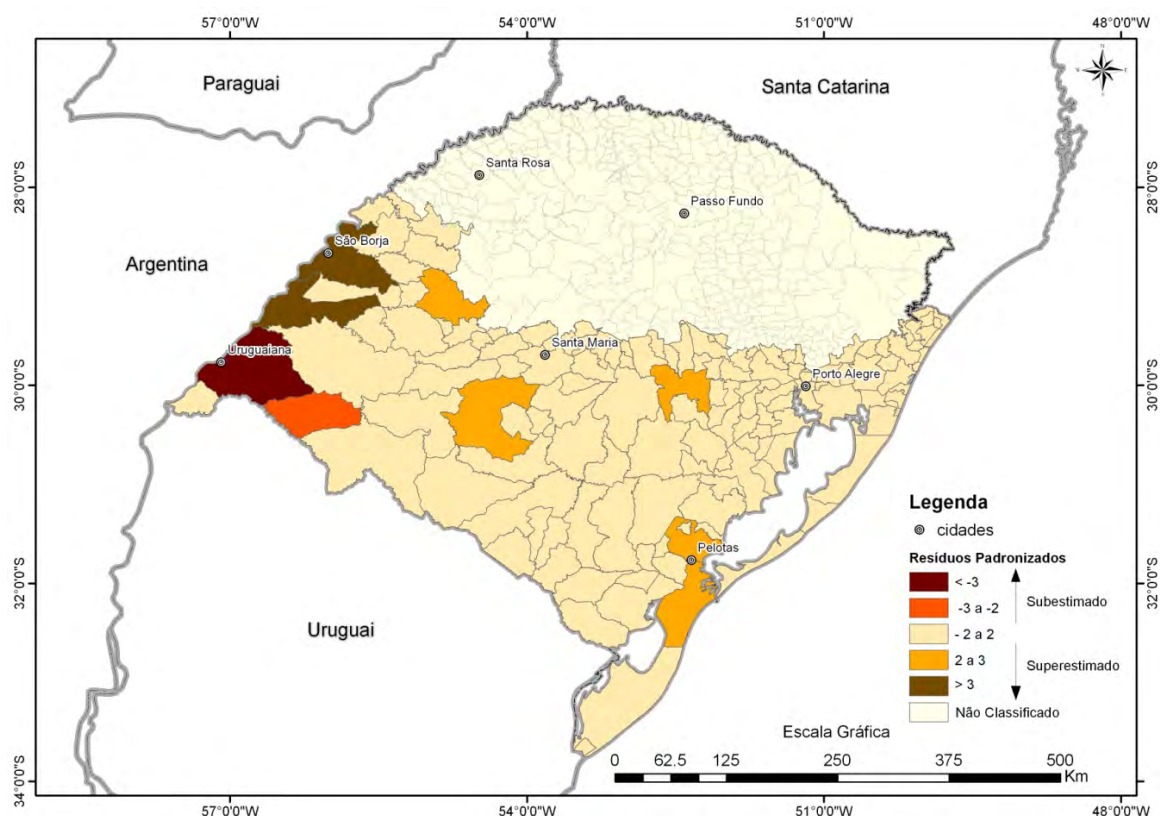 57°0'0"W
54°0'0"W
51°0'0"W
48°0'0"W
Paraguai
Santa Catarina
N
28°0'0"S
Santa Rosa
28°0'0"S
Passo Fundo
São Borja
Argentina
Santa Maria
Uruguaiana
30°0'0"S
Porto Alegre
30°0'0"S
Legenda
cidades
Pelotas
Resíduos Padronizados
< -3
-3 a -2
Subestimado
- 2 a 2
2 a 3
Superestimado
> 3
Não Classificado
32°0'0"S
32°0'0"S
Uruguai
Escala Gráfica
0 62.5 125 250 375 500
Km
34°0'0"S
34°0'0"S
57°0'0"W
54°0'0"W
51°0'0"W
48°0'0"W